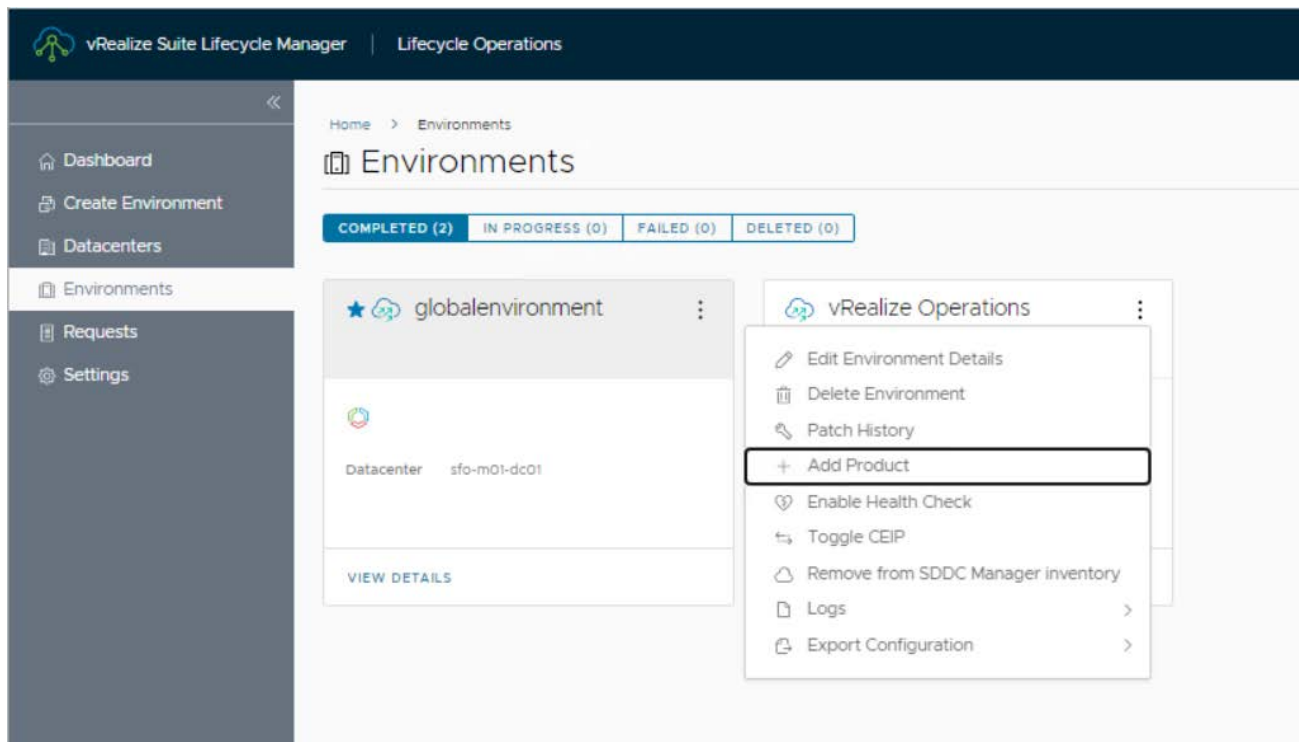 vRealize Suite Lifecycle Manager | Lifecycle Operations
Dashboard
Create Environment
Datacenters
Environments
Requests
Settings
Home > Environments
Environments
COMPLETED (2) IN PROGRESS (0) FAILED (0) DELETED (0)
globalenvironment
Datacenter sfo-m01-dc01
VIEW DETAILS
vRealize Operations
Edit Environment Details
Delete Environment
Patch History
Add Product
Enable Health Check
Toggle CEIP
Remove from SDDC Manager inventory
Logs
Export Configuration